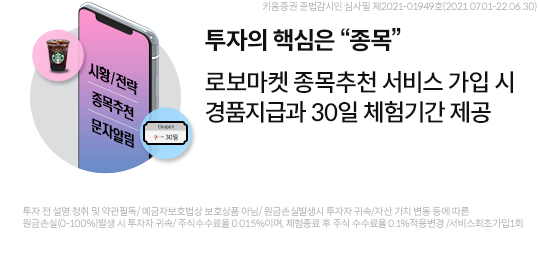 키움증권 준법감시인 심사필 제2021-01949호(2021.07.01-22.06.30)
투자의 핵심은 “종목”
로보마켓 종목추천 서비스 가입 시
경품지급과 30일 체험기간 제공
시황/전략
종목추천
문자알림
Coupon
30일
투자 전 설명 청취 및 약관필독/ 예금자보호법상 보호상품 아님/ 원금손실발생시 투자자 귀속/자산 가치 변동 등에 따른
원금손실(0-100%)발생 시 투자자 귀속/ 주식수수료 0.015%이며, 체험종료 후 주식 수수료율 0.1%적용변경 /서비스최초가입1회